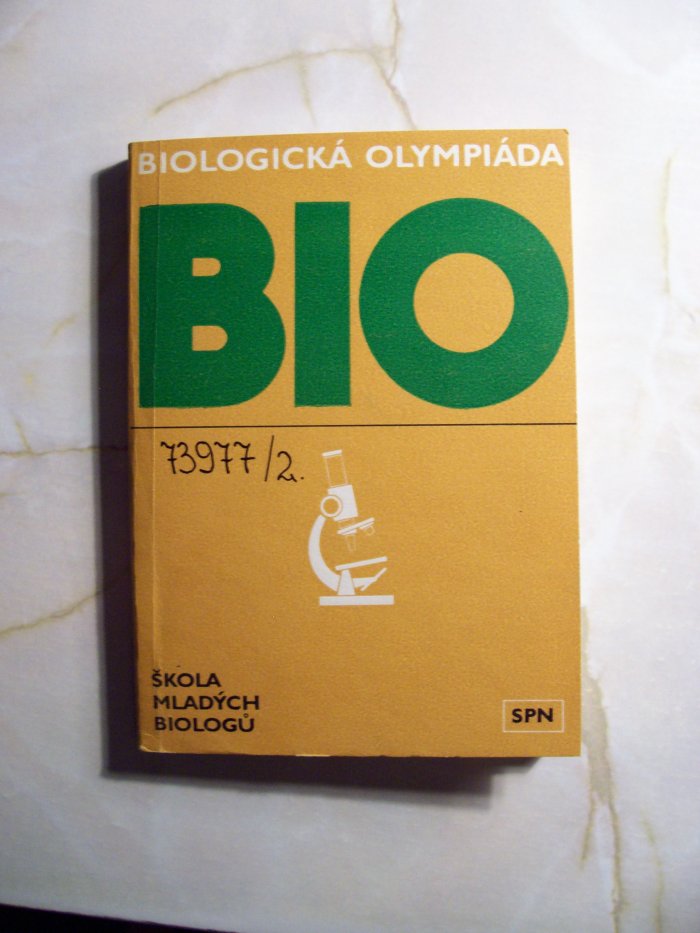 BIOLOGICKÁ OLYMPIÁDA
BIO
73977/2.
ŠKOLA
MLADÝCH
BIOLOGŮ
SPN